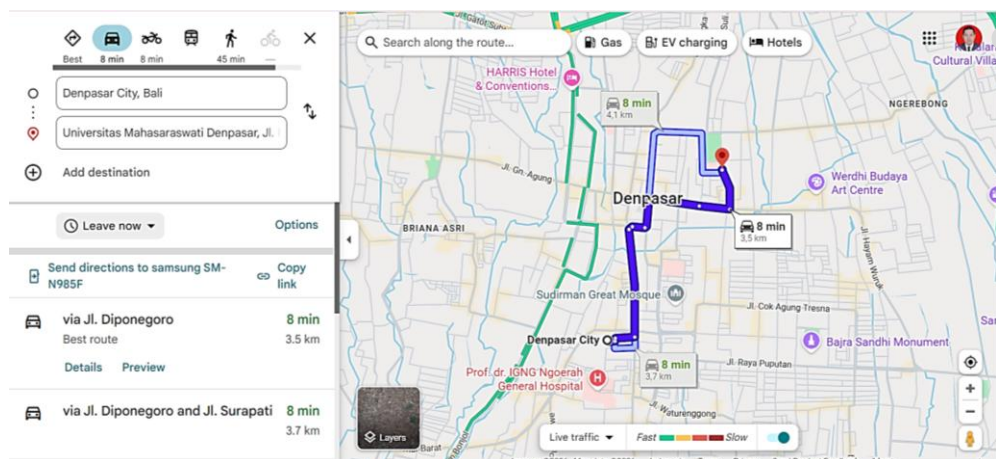 Best
8 min
8 min
45 min
Denpasar City, Bali
Universitas Mahasaraswati Denpasar, Jl.
Add destination
Leave now
Options
Send directions to samsung SM-
N985F
Copy
link
via Jl. Diponegoro
8 min
Best route
3.5 km
Details
Preview
via Jl. Diponegoro and Jl. Surapati
8 min
3.7 km
Search along the route...
Gas
EV charging
Hotels
HARRIS Hotel
& Conventions...
8 min
4,1 km
Cultural Villa
NGEREBONG
Jl. Gn. Agung
Werdhi Budaya
Art Centre
Denpasar
8 min
3,5 km
BRIANA ASRI
Jl. Hayam Wuruk
Sudirman Great Mosque
Jl. Cok Agung Tresna
Denpasar City
Bajra Sandhi Monument
8 min
3,7 km
Prof. dr. IGNG Ngoerah
General Hospital
Jl. Raya Puputan
Jl. Waturenggong
Layers
Barat
Live traffic
Fast
Slow